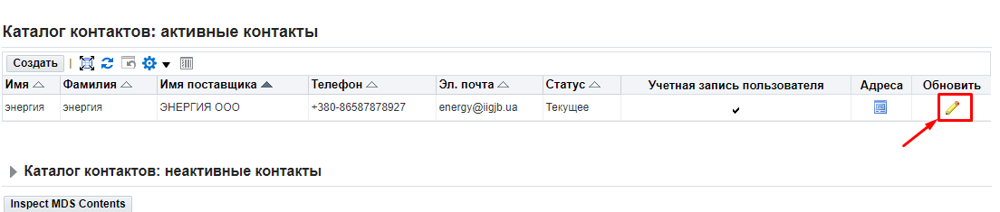 Каталог контактов: активные контакты
Создать
Имя Фамилия Имя поставщика Телефон Эл. почта Статус Учетная запись пользователя Адреса Обновить
энергия энергия ЭНЕРГИЯ ООО +380-86587878927 energy@iigjb.ua Текущее
Каталог контактов: неактивные контакты
Inspect MDS Contents